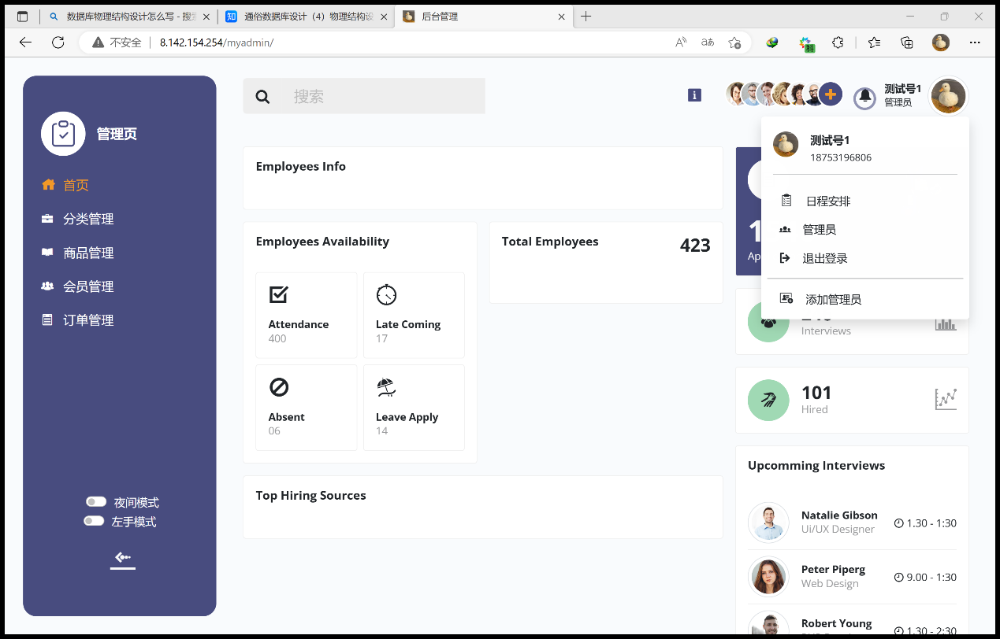 数据库物理结构设计怎么写 - 搜索
知
通俗数据库设计（4）物理结构设
后台管理
不安全
8.142.154.254/myadmin/
科
管理页
首页
分类管理
商品管理
会员管理
订单管理
夜间模式
左手模式
搜索
测试号1
管理员
测试号1
18753196806
日程安排
管理员
退出登录
添加管理员
Employees Info
Employees Availability
Attendance
400
Late Coming
17
Absent
06
Leave Apply
14
Total Employees
423
Top Hiring Sources
Interviews
101
Hired
Upcomming Interviews
Natalie Gibson
Ui/UX Designer
1.30 - 1:30
Peter Piperg
Web Design
9.00 - 1:30
Robert Young
1.30 - 2:30